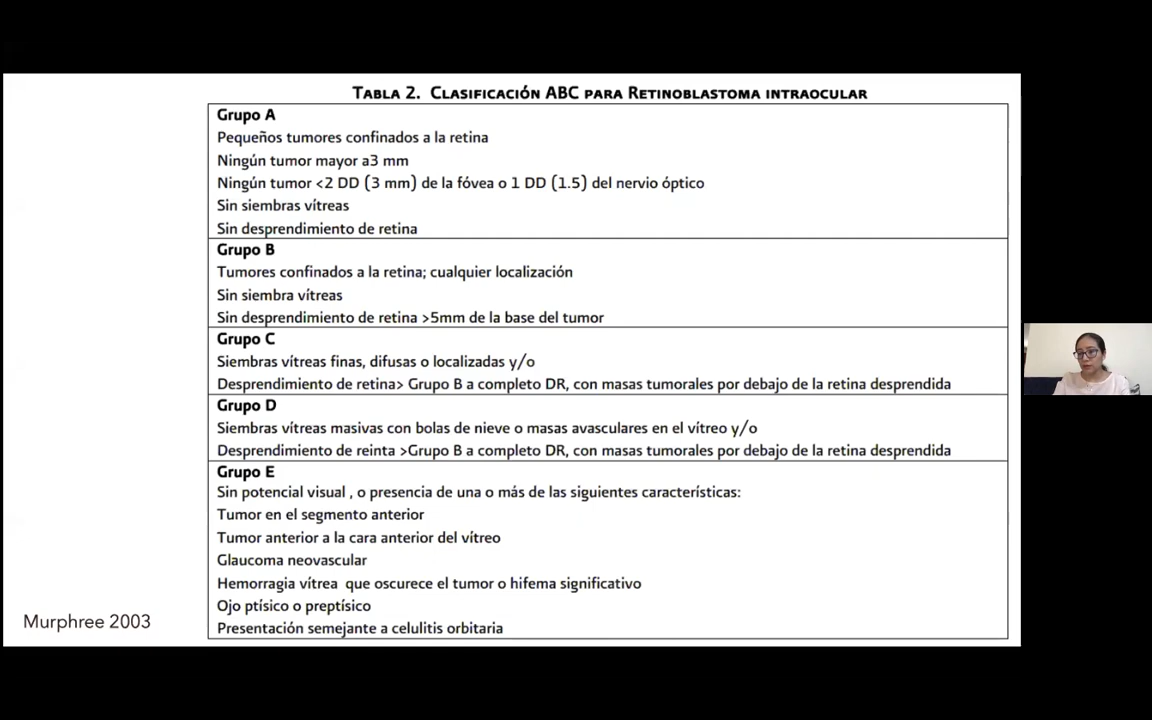 Tabla 2. Clasificación ABC para Retinoblastoma intraocular
Grupo A
Pequeños tumores confinados a la retina
Ningún tumor mayor a3 mm
Ningún tumor <2 DD (3 mm) de la fóvea o 1 DD (1.5) del nervio óptico
Sin siembras vítreas
Sin desprendimiento de retina
Grupo B
Tumores confinados a la retina; cualquier localización
Sin siembra vítreas
Sin desprendimiento de retina >5mm de la base del tumor
Grupo C
Siembras vítreas finas, difusas o localizadas y/o
Desprendimiento de retina> Grupo B a completo DR, con masas tumorales por debajo de la retina desprendida
Grupo D
Siembras vítreas masivas con bolas de nieve o masas avasculares en el vítreo y/o
Desprendimiento de reinta >Grupo B a completo DR, con masas tumorales por debajo de la retina desprendida
Grupo E
Sin potencial visual , o presencia de una o más de las siguientes características:
Tumor en el segmento anterior
Tumor anterior a la cara anterior del vítreo
Glaucoma neovascular
Hemorragia vítrea que oscurece el tumor o hifema significativo
Ojo ptísico o preptísico
Presentación semejante a celulitis orbitaria
Murphree 2003